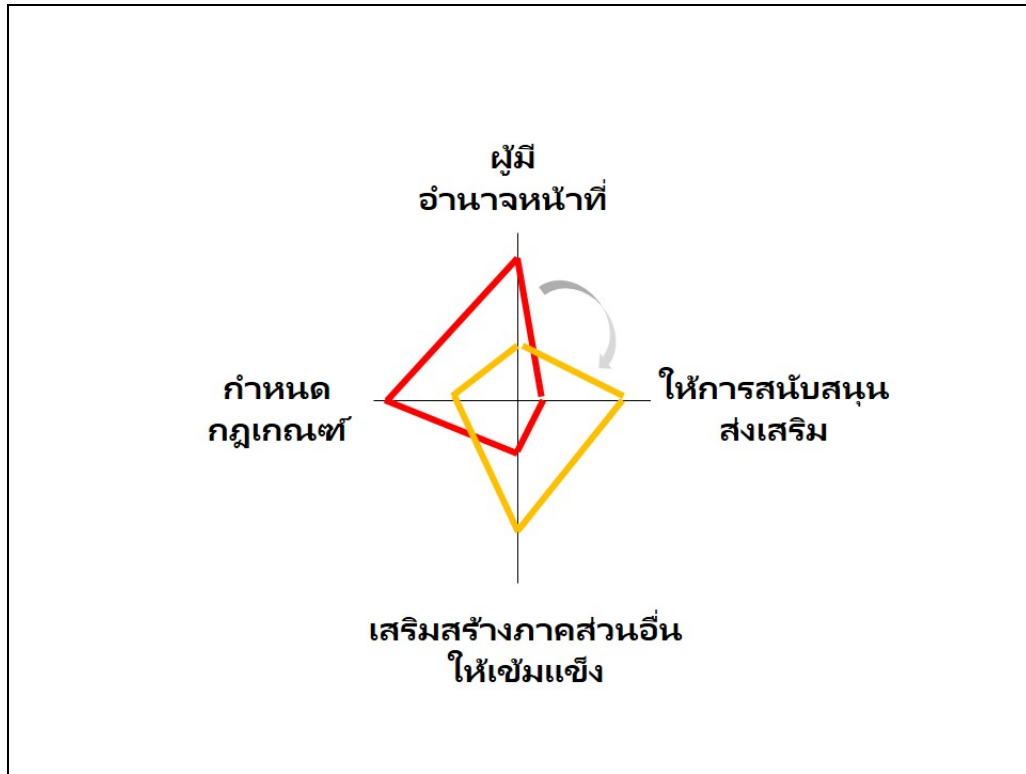 ผู้มี
อำนาจหน้าที่
กำหนด
กฎเกณฑ์
ให้การสนับสนุน
ส่งเสริม
เสริมสร้างภาคส่วนอื่น
ให้เข้มแข็ง